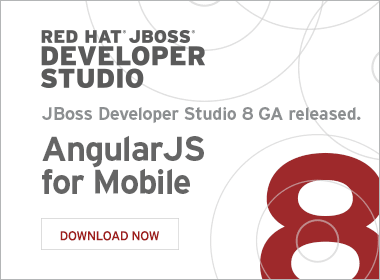 RED HAT® JBOSS®
DEVELOPER
STUDIO
JBoss Developer Studio 8 GA released.
AngularJS
for Mobile
DOWNLOAD NOW
8